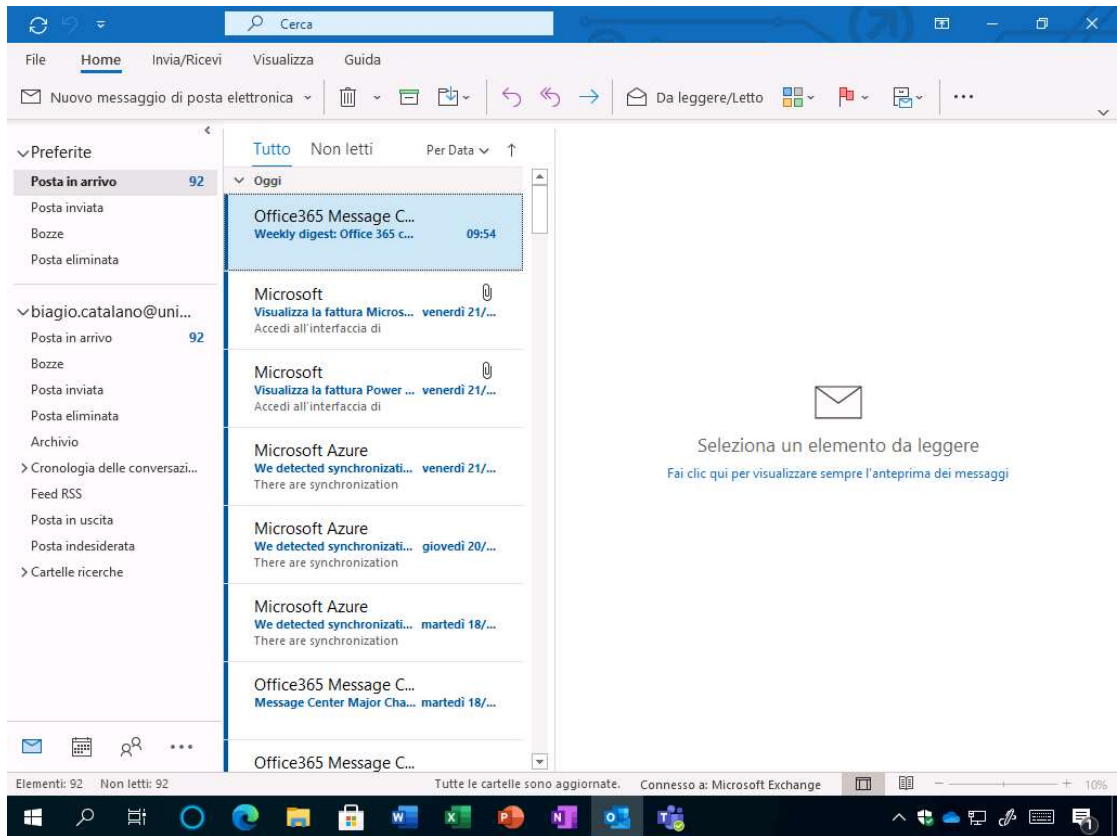 Cerca
File Home Invia/Ricevi Visualizza Guida
Nuovo messaggio di posta elettronica Da leggere/Letto
Preferite
Posta in arrivo 92
Posta inviata
Bozze
Posta eliminata
biagio.catalano@uni...
Posta in arrivo 92
Bozze
Posta inviata
Posta eliminata
Archivio
Cronologia delle conversazi...
Feed RSS
Posta in uscita
Posta indesiderata
Cartelle ricerche
Tutto Non letti Per Data
Oggi
Office365 Message C...
Weekly digest: Office 365 c... 09:54
Microsoft
Visualizza la fattura Micros... venerdì 21/...
Accedi all'interfaccia di
Microsoft
Visualizza la fattura Power ... venerdì 21/...
Accedi all'interfaccia di
Microsoft Azure
We detected synchronizati... venerdì 21/...
There are synchronization
Microsoft Azure
We detected synchronizati... giovedì 20/...
There are synchronization
Microsoft Azure
We detected synchronizati... martedì 18/...
There are synchronization
Office365 Message C...
Message Center Major Cha... martedì 18/...
Office365 Message C...
Seleziona un elemento da leggere
Fai clic qui per visualizzare sempre l'anteprima dei messaggi
Elementi: 92 Non letti: 92 Tutte le cartelle sono aggiornate. Connesso a: Microsoft Exchange 10%